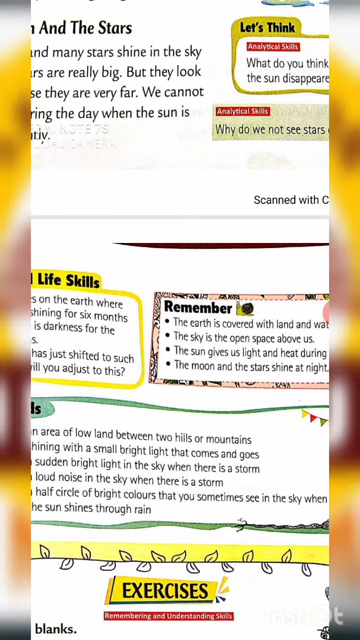 n And The Stars
and many stars shine in the sky
ars are really big. But they look
se they are very far. We cannot
ring the day when the sun is
Let's Think
Analytical Skills
What do you think
the sun disappeare
Analytical Skills
Why do we not see stars
Scanned with C
l Life Skills
s on the earth where
shining for six months
is darkness for the
s.
has just shifted to such
vill you adjust to this?
Remember
• The earth is covered with land and wat
• The sky is the open space above us.
• The sun gives us light and heat during
• The moon and the stars shine at night.
ls
n area of low land between two hills or mountains
hining with a small bright light that comes and goes
sudden bright light in the sky when there is a storm
loud noise in the sky when there is a storm
half circle of bright colours that you sometimes see in the sky when
he sun shines through rain
EXERCISES
Remembering and Understanding Skills
blanks.